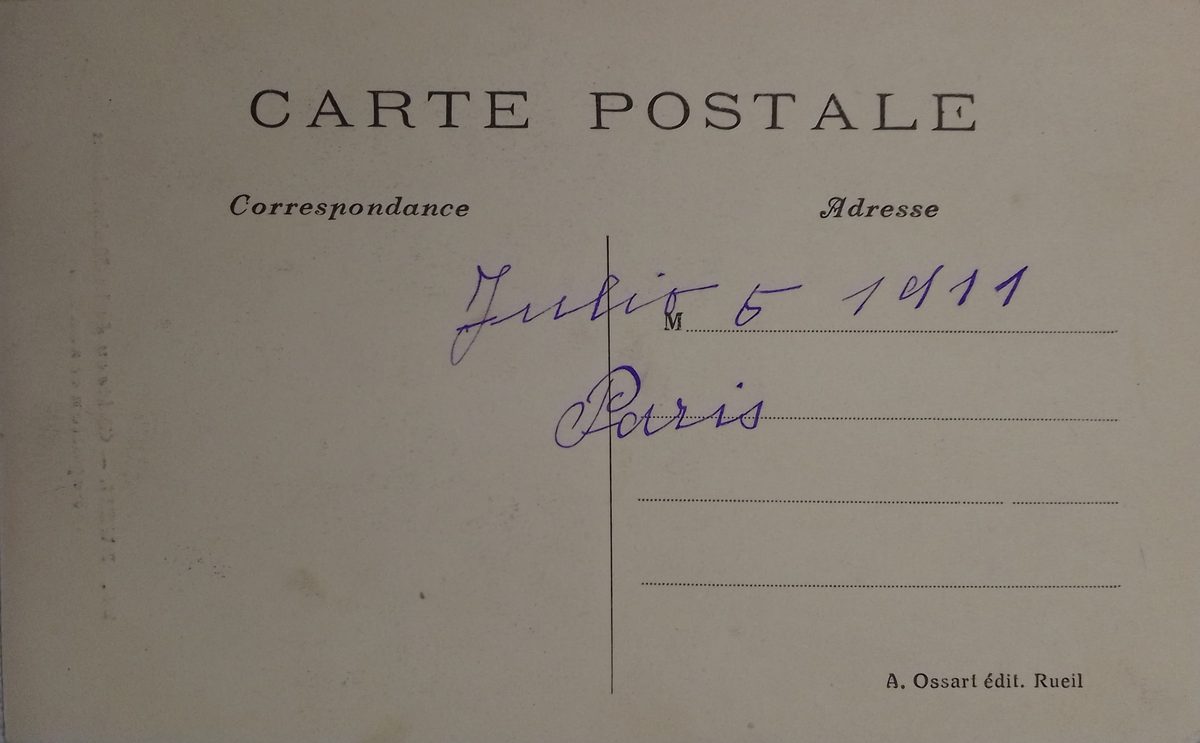 CARTE POSTALE
Correspondance
Adresse
Julio 5 1911
M
Paris
A. Ossart édit. Rueil